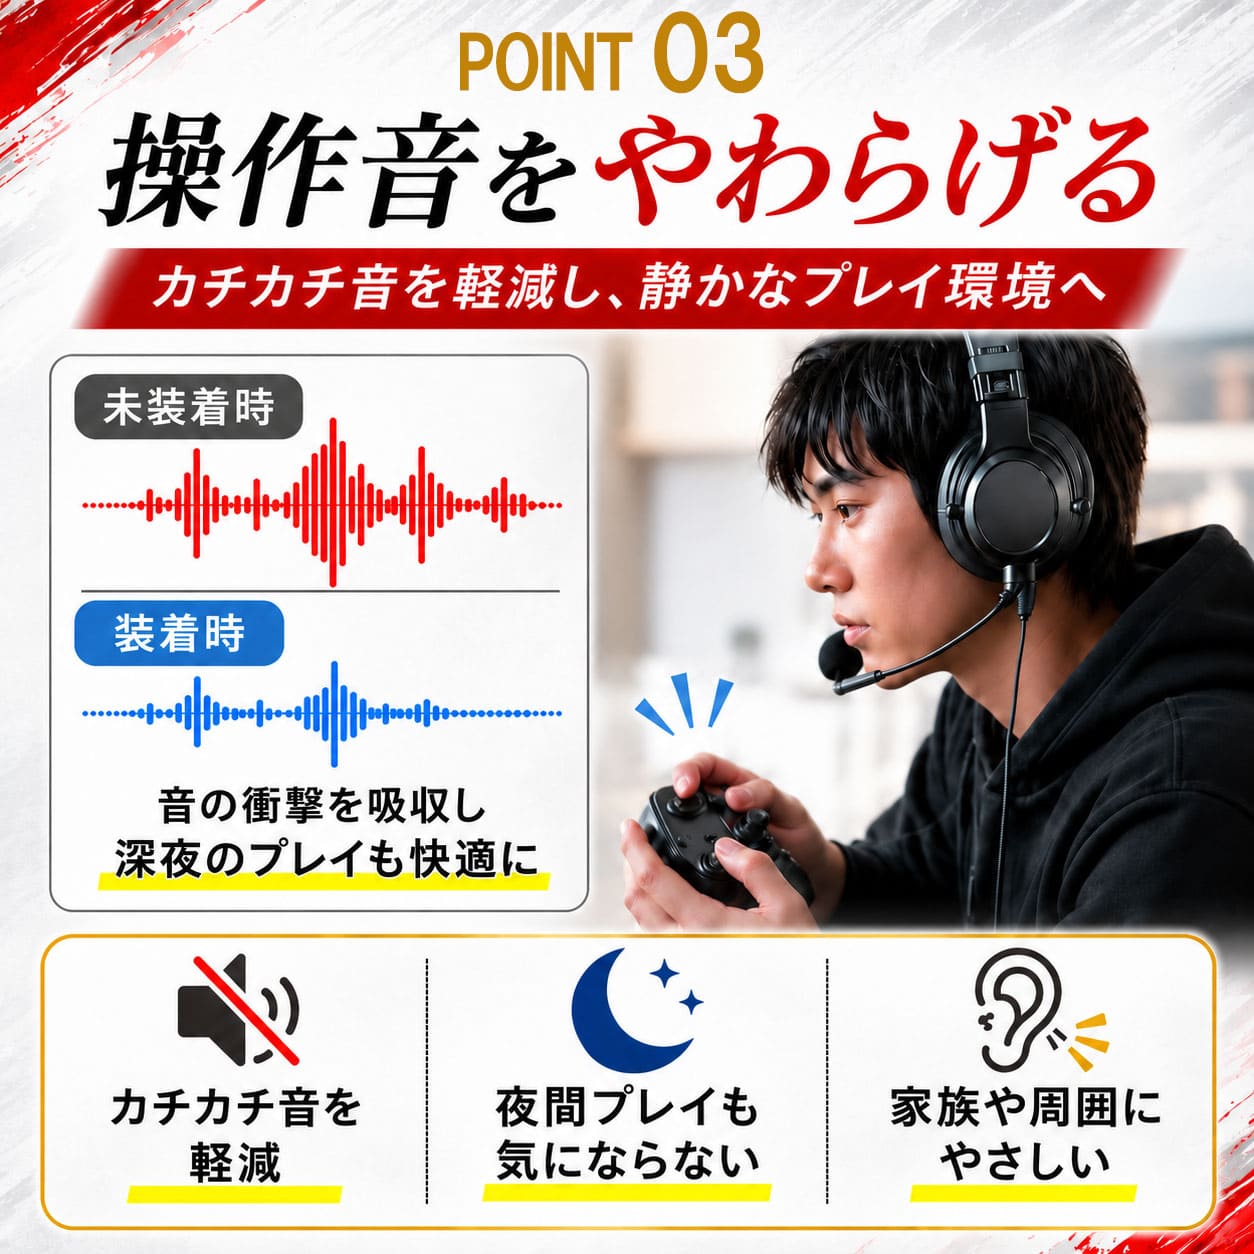 POINT 03
操作音をやわらげる
カチカチ音を軽減し、静かなプレイ環境へ
未装着時
装着時
音の衝撃を吸収し
深夜のプレイも快適に
カチカチ音を
軽減
夜間プレイも
気にならない
家族や周囲に
やさしい